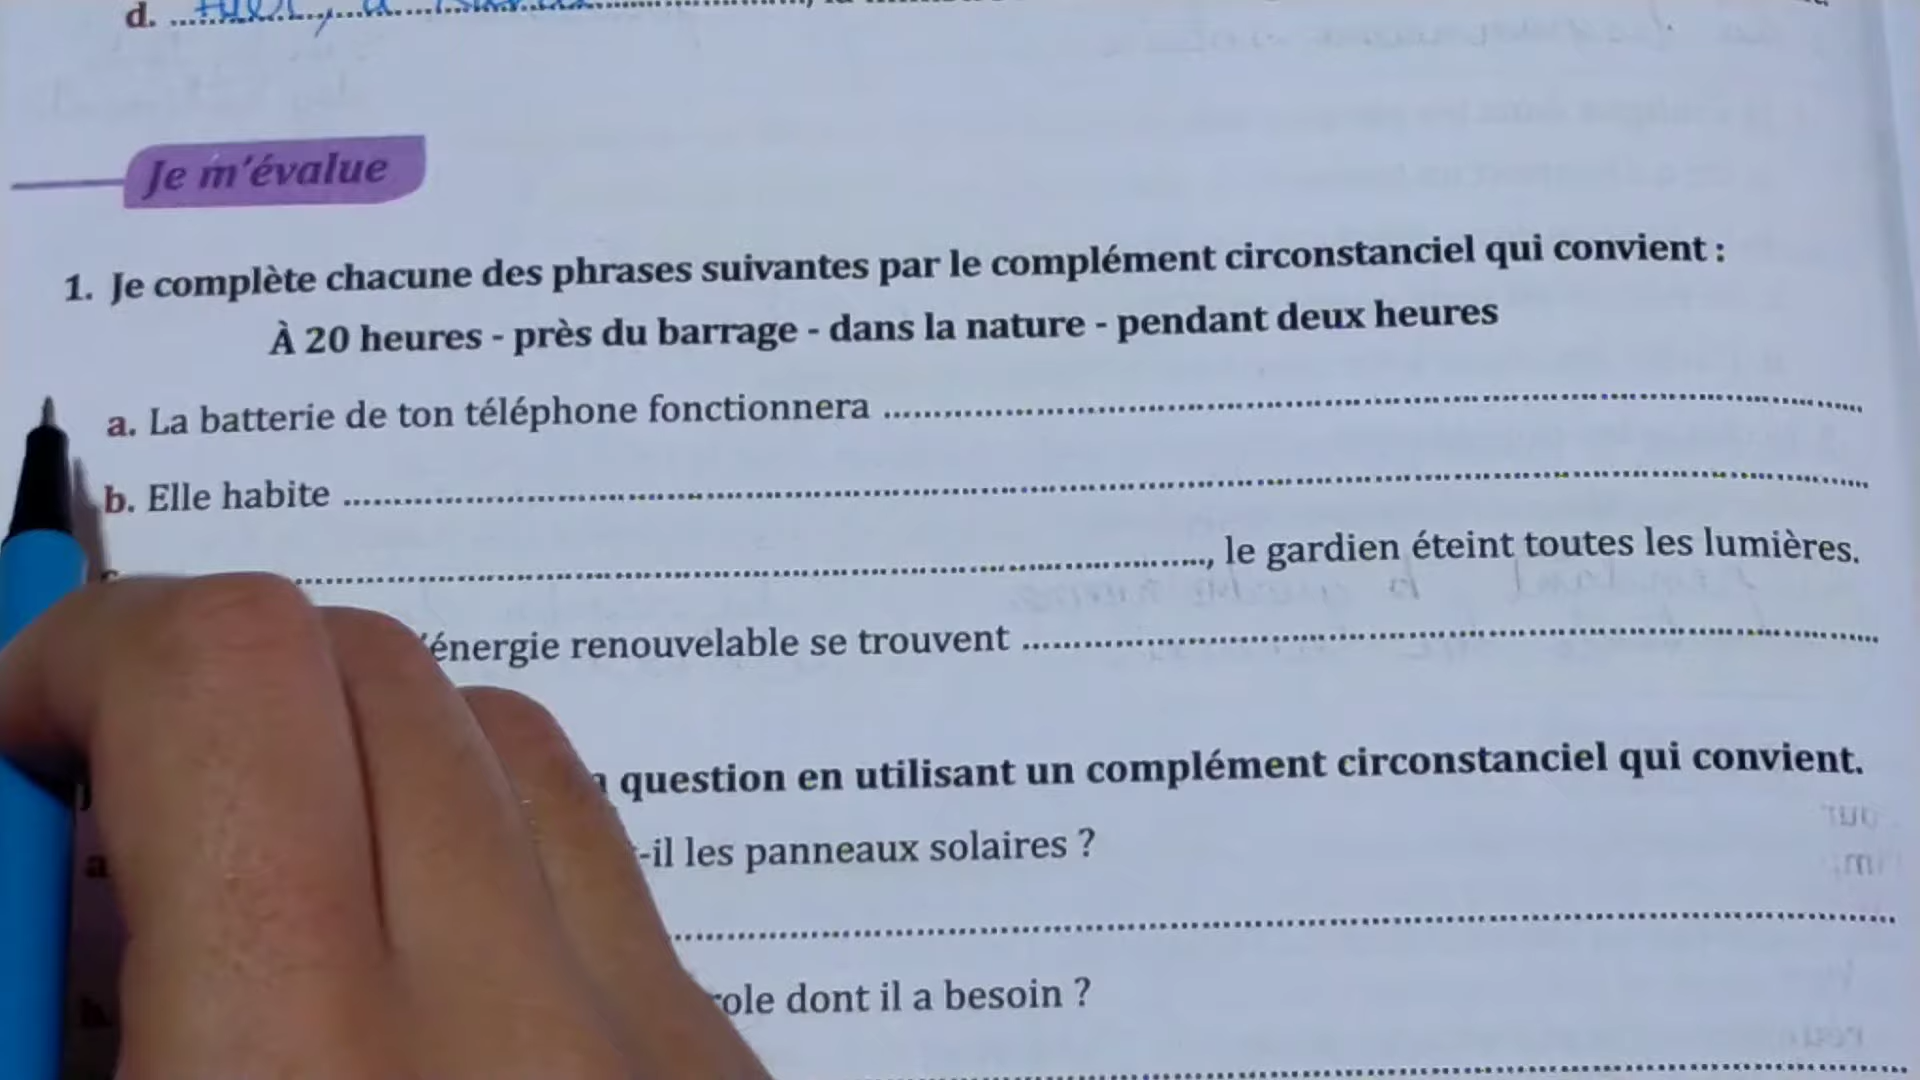 d.
Je m'évalue
1. Je complète chacune des phrases suivantes par le complément circonstanciel qui convient :
À 20 heures - près du barrage - dans la nature - pendant deux heures
a. La batterie de ton téléphone fonctionnera ..........
b. Elle habite ..........
.........., le gardien éteint toutes les lumières.
énergie renouvelable se trouvent ..........
question en utilisant un complément circonstanciel qui convient.
-il les panneaux solaires ?
a
dont il a besoin ?